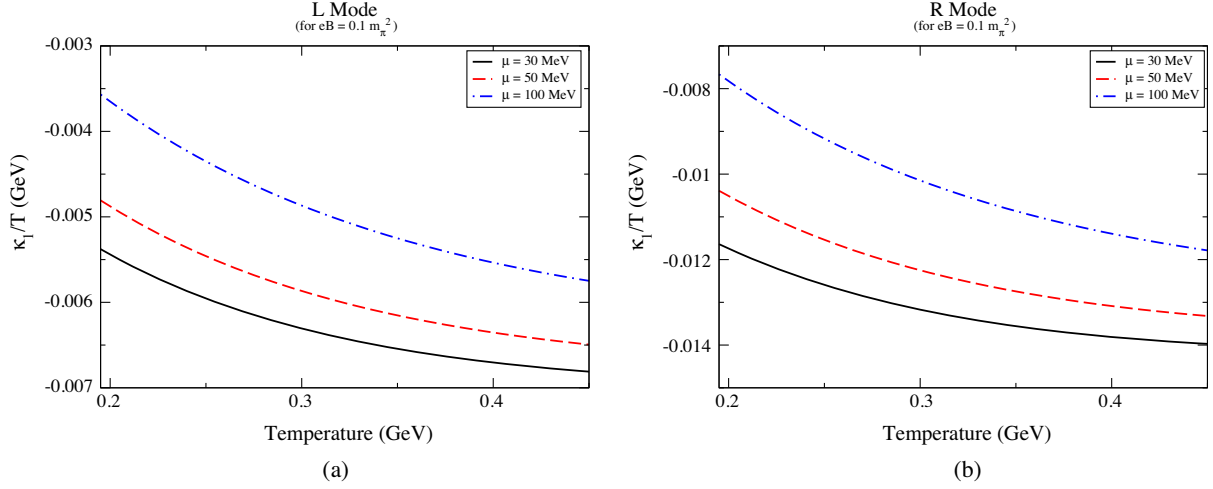 L Mode
(for eB = 0.1 m_π^2)
-0.003
-0.004
-0.005
-0.006
-0.007
κ_l/T (GeV)
μ = 30 MeV
μ = 50 MeV
μ = 100 MeV
0.2 0.3 0.4
Temperature (GeV)
(a)
R Mode
(for eB = 0.1 m_π^2)
-0.008
-0.01
-0.012
-0.014
κ_l/T (GeV)
μ = 30 MeV
μ = 50 MeV
μ = 100 MeV
0.2 0.3 0.4
Temperature (GeV)
(b)